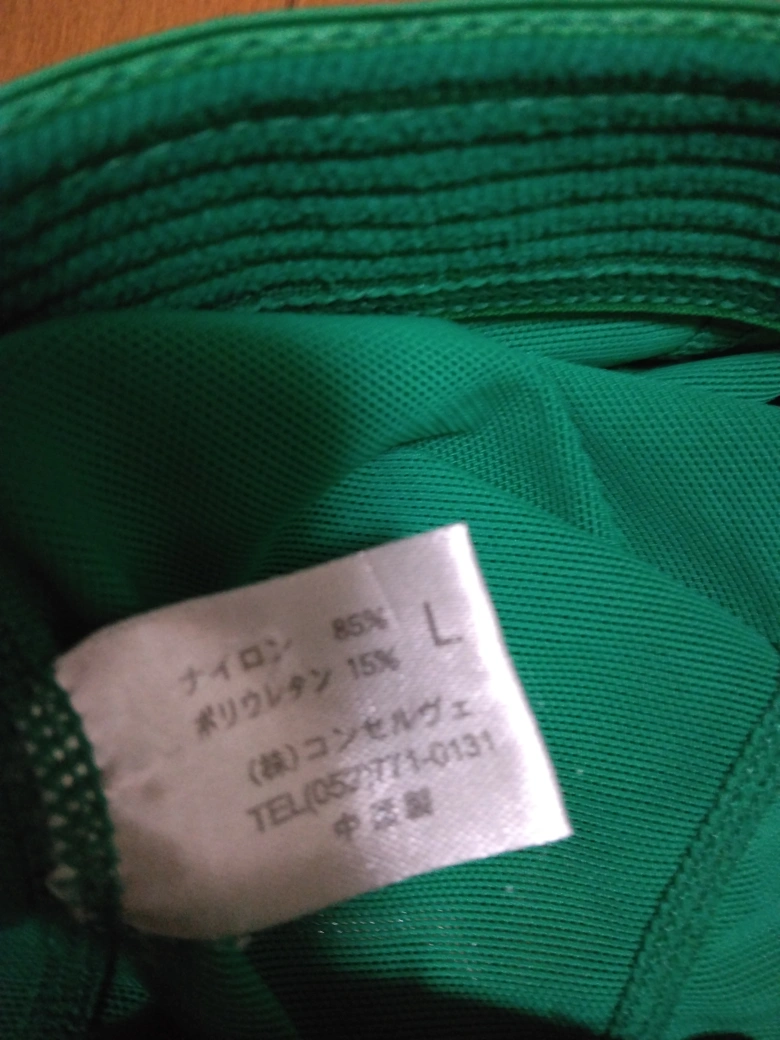 ナイロン 85% L
ポリウレタン 15%
(株)コンセルヴェ
TEL(052)771-0131
中国製